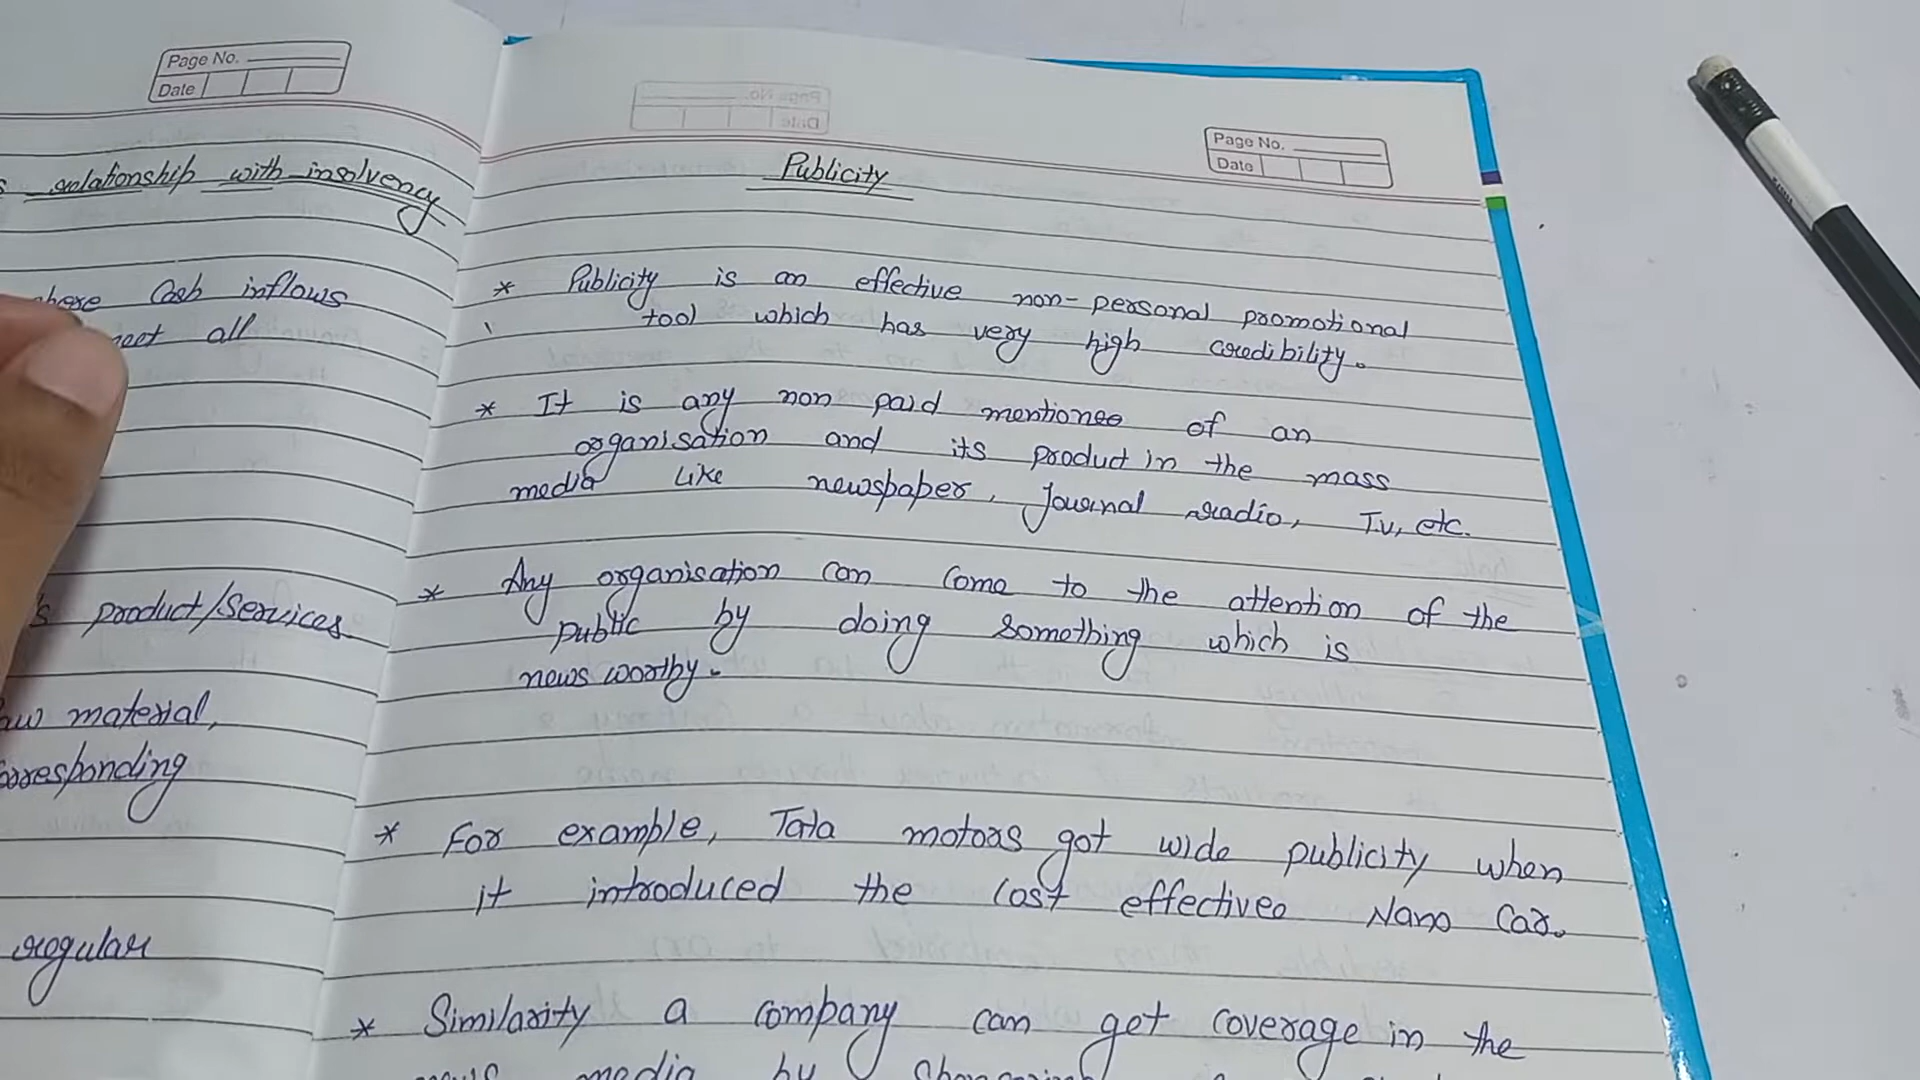 Page No.
Date
relationship with insolvency
Cash inflows
all
product/services
material,
regular
Page No.
Date
Publicity
* Publicity is an effective non-personal promotional
tool which has very high credibility.
* It is any non paid mentions of an
organisation and its product in the mass
media like newspaper, Journal radio, T.V, etc.
* Any organisation can come to the attention of the
public by doing something which is
news worthy.
* For example, Tata motors got wide publicity when
it introduced the cost effective Nano Car.
* Similarity a company can get coverage in the
media by